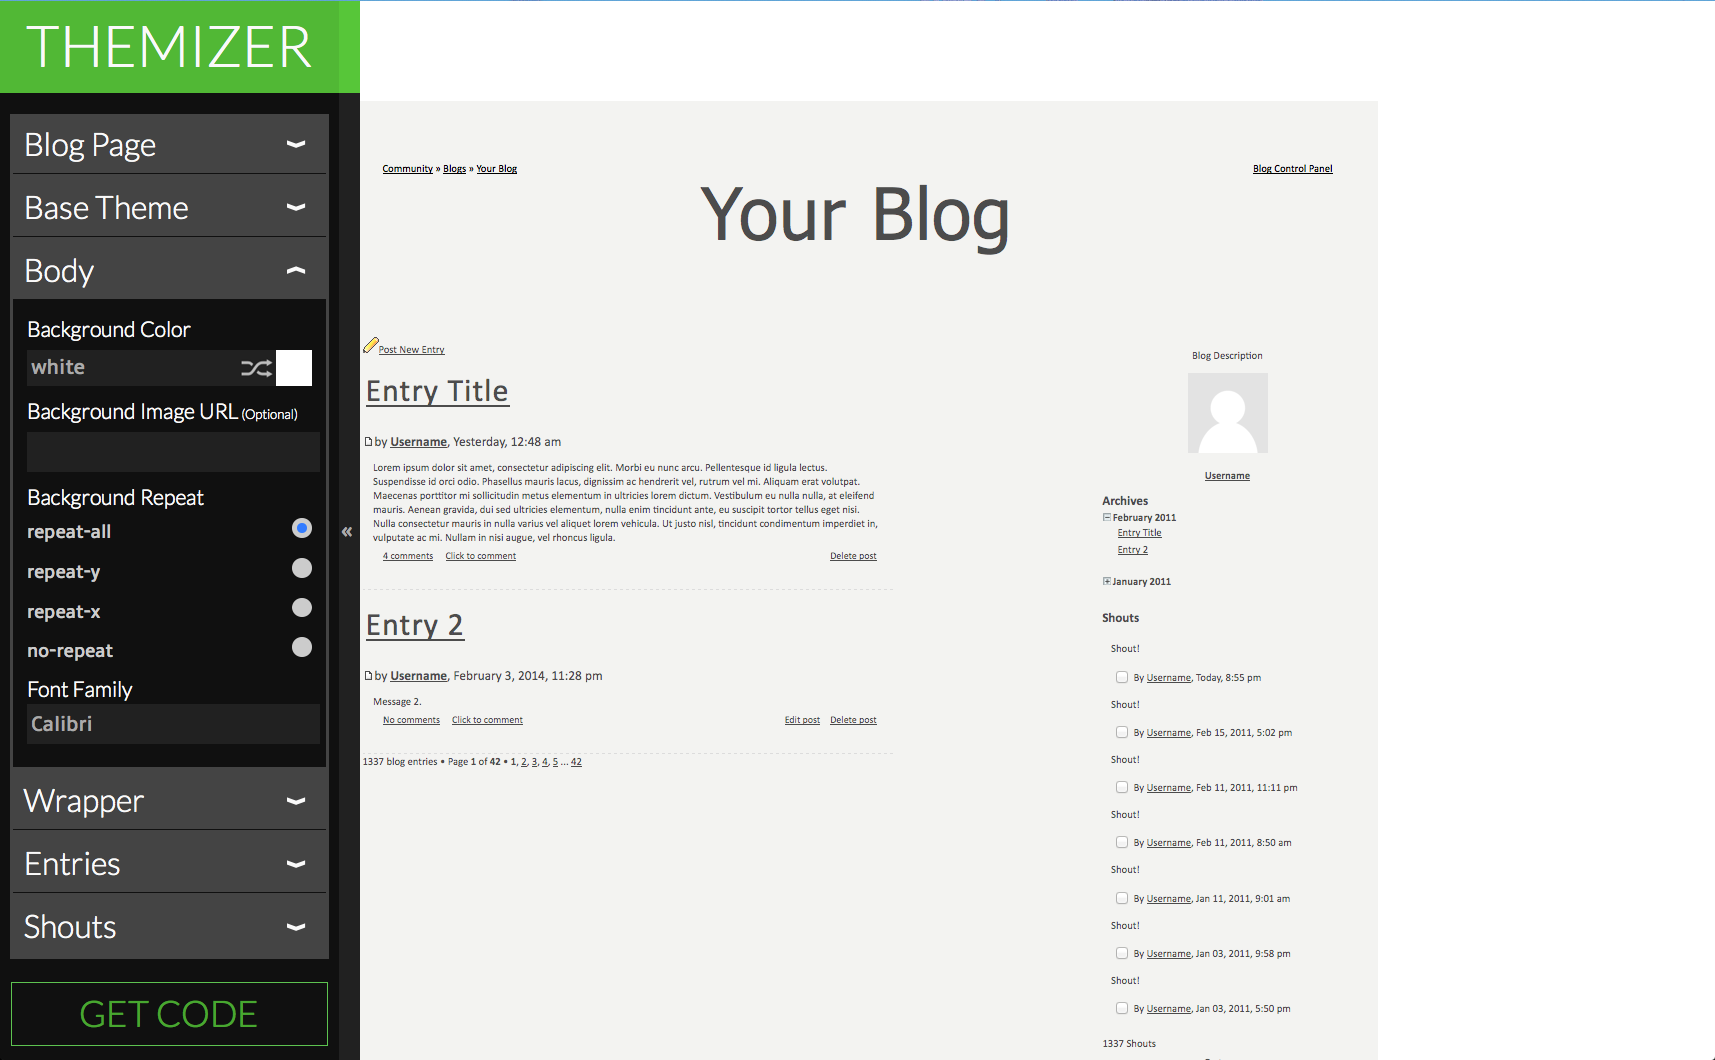 THEMIZER
Blog Page
Base Theme
Body
Background Color
white
Background Image URL (Optional)
Background Repeat
repeat-all
repeat-y
repeat-x
no-repeat
Font Family
Calibri
Wrapper
Entries
Shouts
GET CODE
«
Community » Blogs » Your Blog
Blog Control Panel
Your Blog
Post New Entry
Entry Title
by Username, Yesterday, 12:48 am
Lorem ipsum dolor sit amet, consectetur adipiscing elit. Morbi eu nunc arcu. Pellentesque id ligula lectus.
Suspendisse id orci odio. Phasellus mauris lacus, dignissim ac hendrerit vel, rutrum vel mi. Aliquam erat volutpat.
Maecenas porttitor mi sollicitudin metus elementum in ultricies lorem dictum. Vestibulum eu nulla nulla, at eleifend
mauris. Aenean gravida, dui sed ultricies elementum, nulla enim tincidunt ante, eu suscipit tortor tellus eget nisi.
Nulla consectetur mauris in nulla varius vel aliquet lorem vehicula. Ut justo nisl, tincidunt condimentum imperdiet in,
vulputate ac mi. Nullam in nisi augue, vel rhoncus ligula.
4 comments Click to comment Delete post
Entry 2
by Username, February 3, 2014, 11:28 pm
Message 2.
No comments Click to comment Edit post Delete post
1337 blog entries • Page 1 of 42 • 1, 2, 3, 4, 5 ... 42
Blog Description
Username
Archives
February 2011
Entry Title
Entry 2
January 2011
Shouts
Shout!
By Username, Today, 8:55 pm
Shout!
By Username, Feb 15, 2011, 5:02 pm
Shout!
By Username, Feb 11, 2011, 11:11 pm
Shout!
By Username, Feb 11, 2011, 8:50 am
Shout!
By Username, Jan 11, 2011, 9:01 am
Shout!
By Username, Jan 03, 2011, 9:58 pm
Shout!
By Username, Jan 03, 2011, 5:50 pm
1337 Shouts